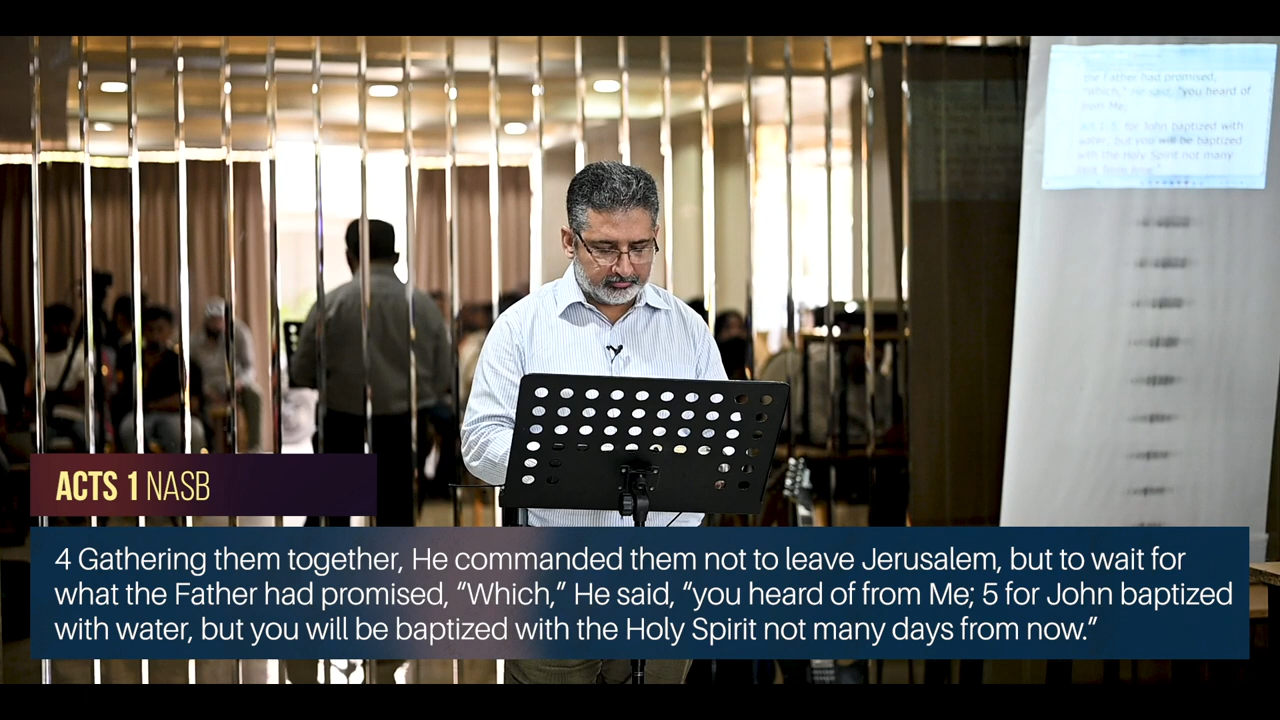 the Father had promised,
"Which," He said, "you heard of
from Me;
Act 1:5 for John baptized with
water, but you will be baptized
with the Holy Spirit not many
ACTS 1 NASB
4 Gathering them together, He commanded them not to leave Jerusalem, but to wait for
what the Father had promised, “Which,” He said, “you heard of from Me; 5 for John baptized
with water, but you will be baptized with the Holy Spirit not many days from now.”